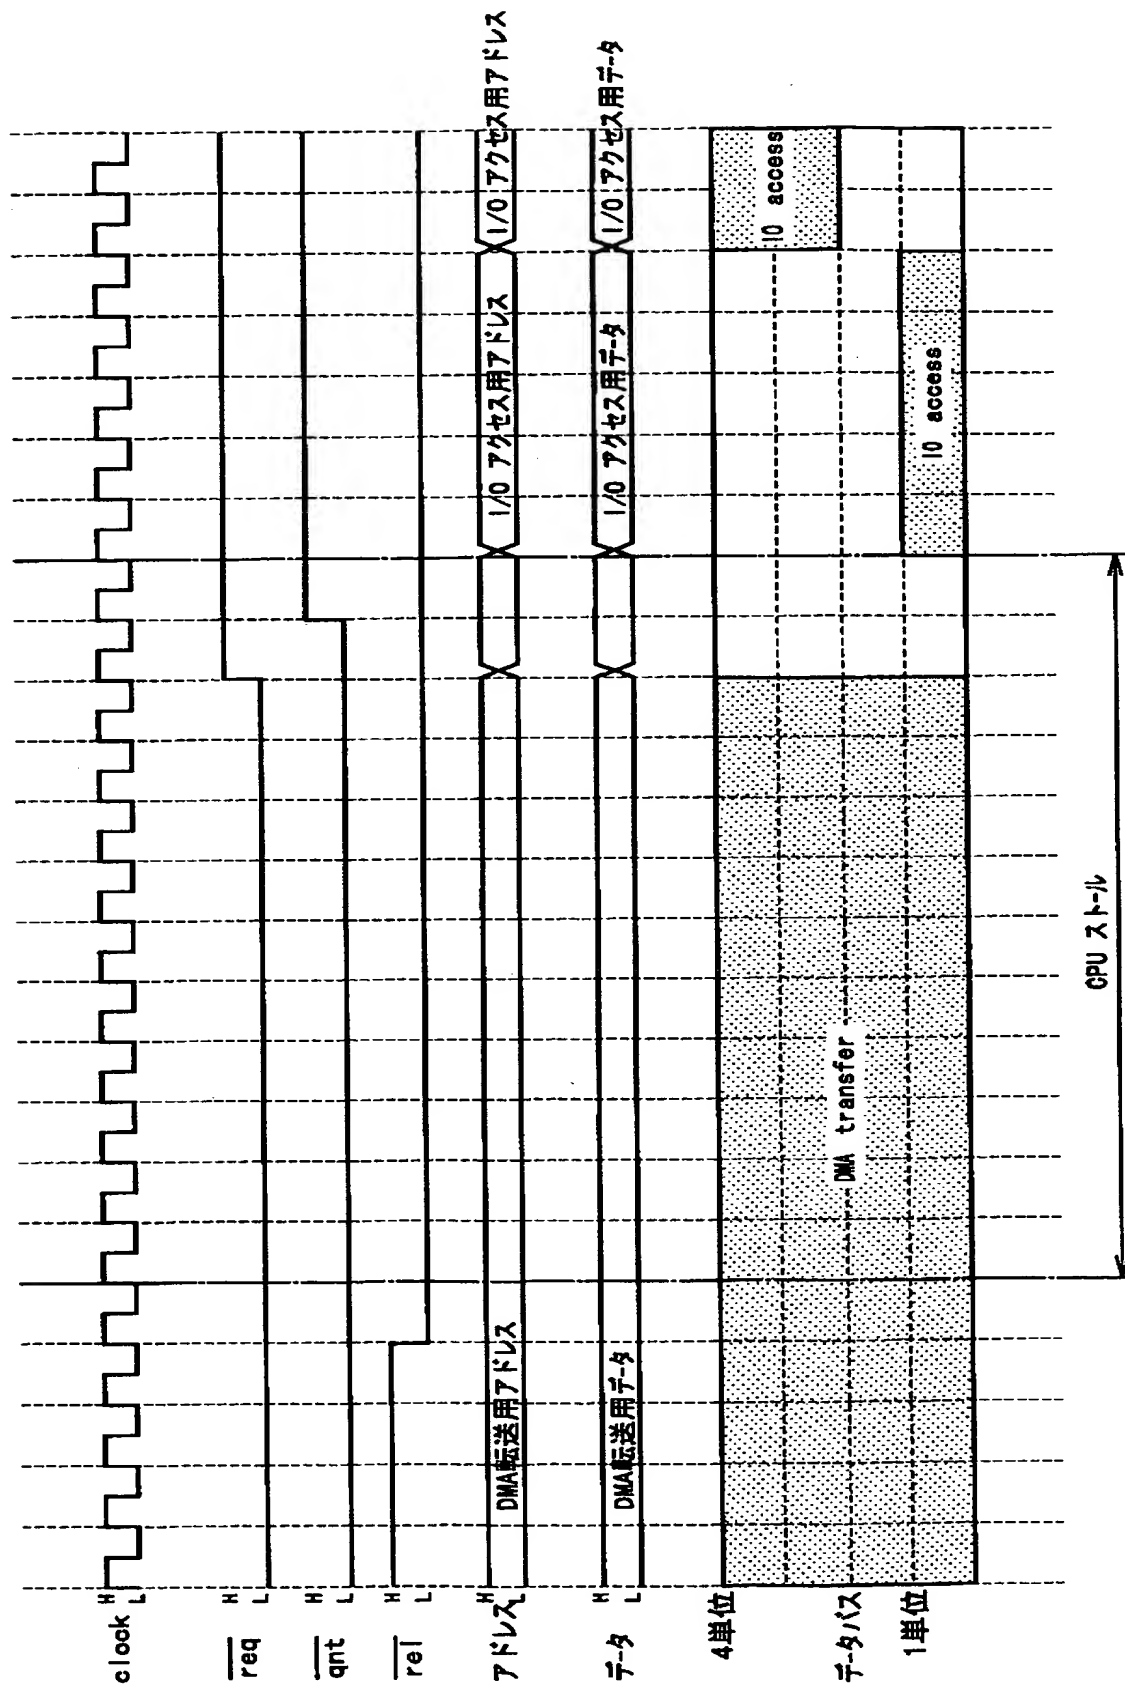 clock H L
req H L
qnt H L
rel H L
アドレス H L DMA転送用アドレス I/O アクセス用アドレス I/O アクセス用アドレス
データ H L DMA転送用データ I/O アクセス用データ I/O アクセス用データ
4単位
データバス
1単位
DMA transfer
IO access
IO access
CPU ストール